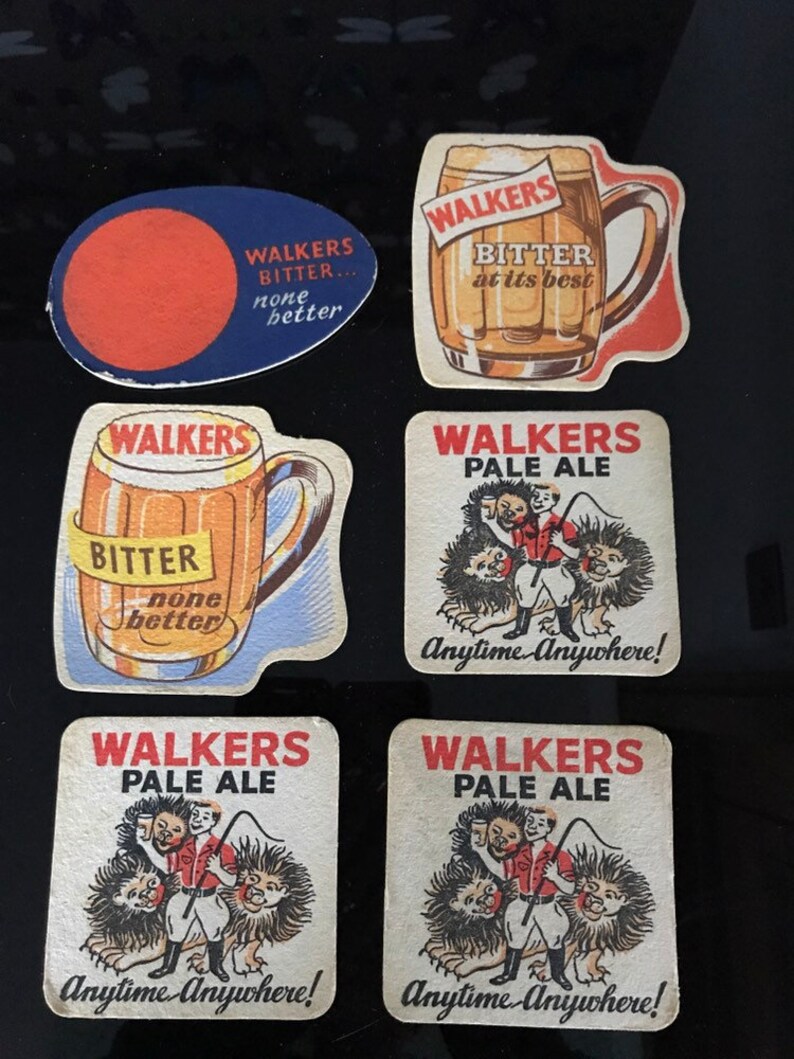 WALKERS
BITTER...
none
better
WALKERS
BITTER
at its best
WALKERS
BITTER
none
better
WALKERS
PALE ALE
Anytime-Anywhere!
WALKERS
PALE ALE
Anytime-Anywhere!
WALKERS
PALE ALE
Anytime-Anywhere!